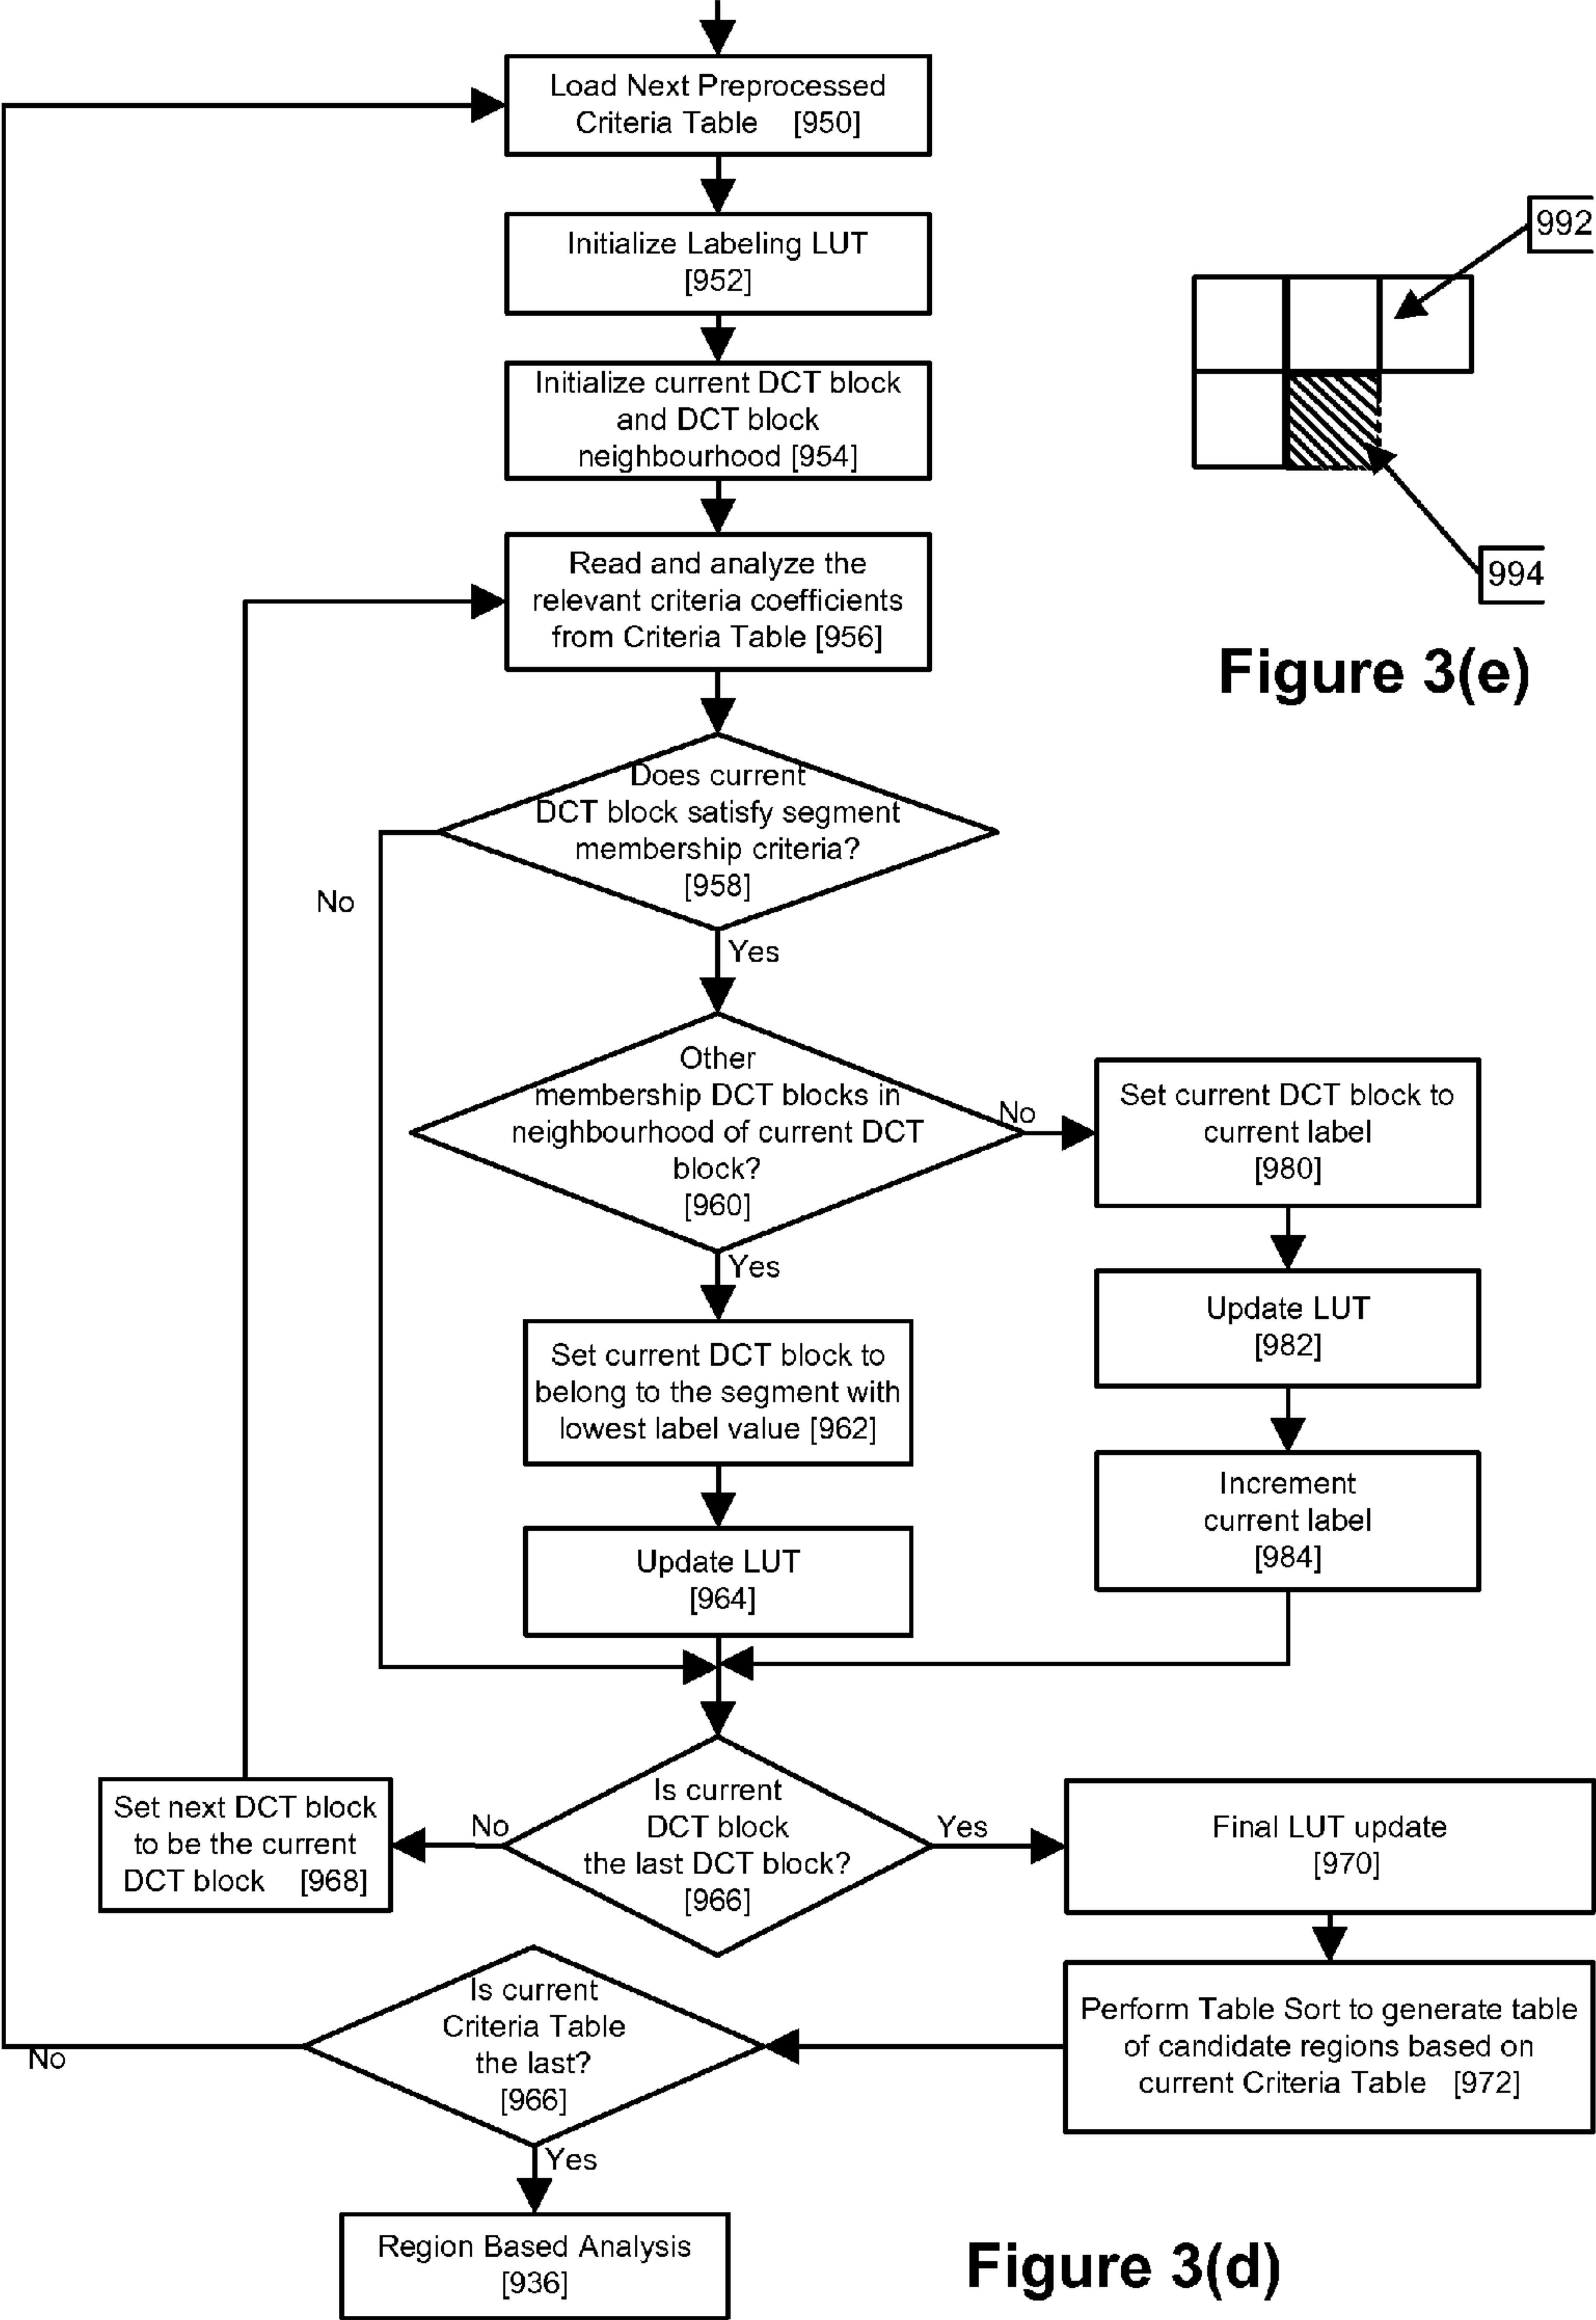 Load Next Preprocessed
Criteria Table [950]
Initialize Labeling LUT
[952]
Initialize current DCT block
and DCT block
neighbourhood [954]
Read and analyze the
relevant criteria coefficients
from Criteria Table [956]
992
994
Figure 3(e)
Does current
DCT block satisfy segment
membership criteria?
[958]
No
Yes
Other
membership DCT blocks in
neighbourhood of current DCT
block?
[960]
No
Yes
Set current DCT block to
current label
[980]
Update LUT
[982]
Increment
current label
[984]
Set current DCT block to
belong to the segment with
lowest label value [962]
Update LUT
[964]
Is current
DCT block
the last DCT block?
[966]
No
Yes
Set next DCT block
to be the current
DCT block [968]
Final LUT update
[970]
Perform Table Sort to generate table
of candidate regions based on
current Criteria Table [972]
Is current
Criteria Table
the last?
[966]
No
Yes
Region Based Analysis
[936]
Figure 3(d)